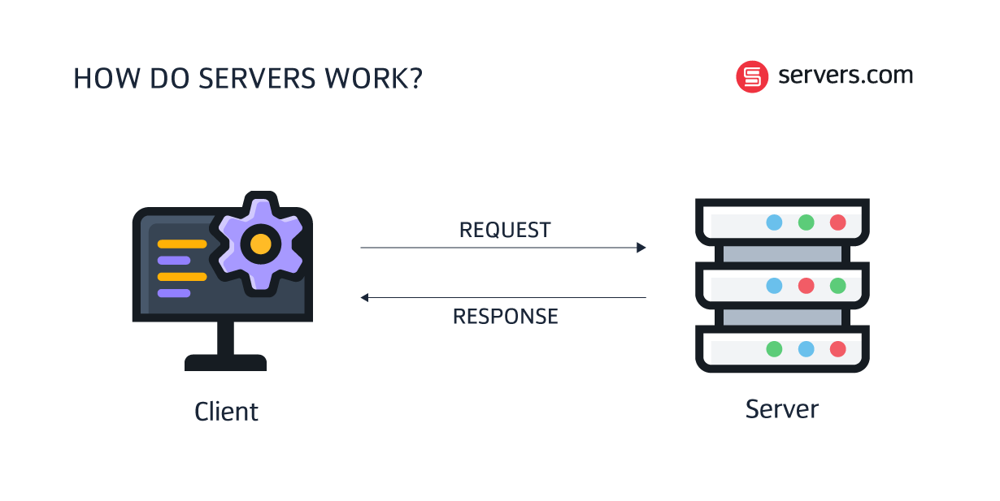 HOW DO SERVERS WORK?
servers.com
REQUEST
RESPONSE
Client
Server